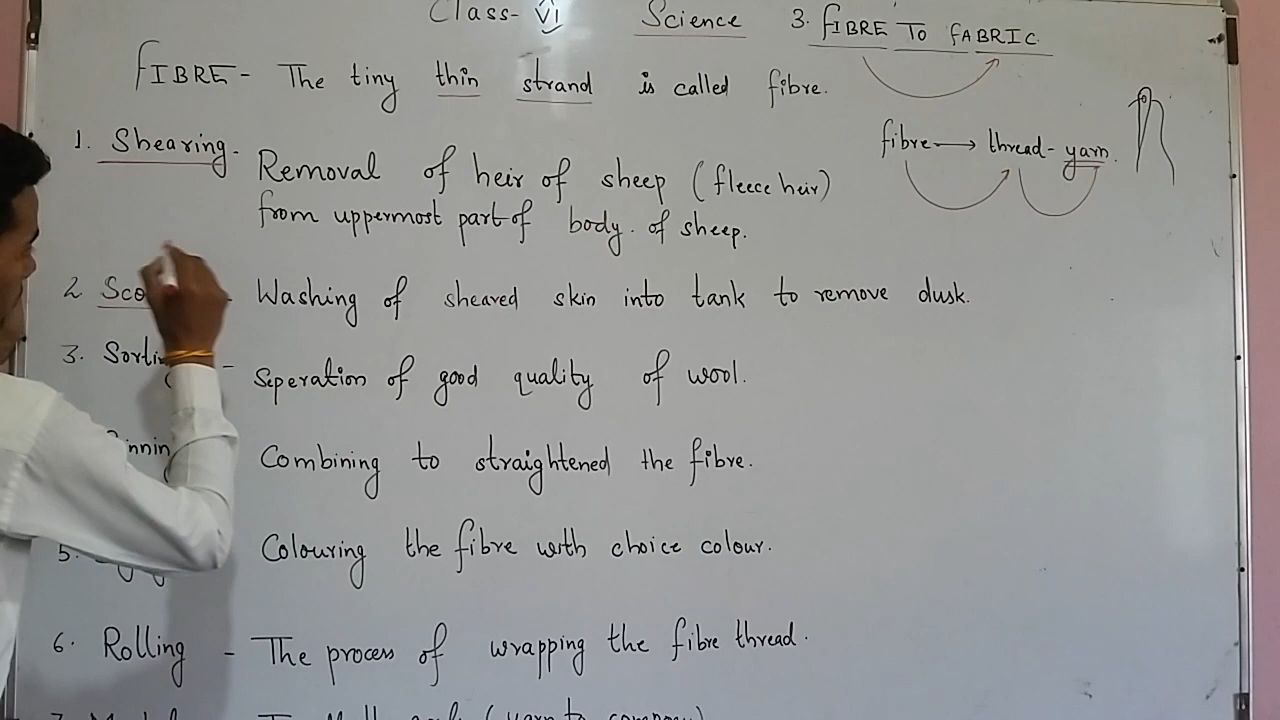 Class-VI Science 3. FIBRE TO FABRIC
FIBRE - The tiny thin strand is called fibre.
fibre → thread - yarn.
1. Shearing - Removal of heir of sheep (fleece heir)
from uppermost part of body. of sheep.
2 - Washing of sheared skin into tank to remove dusk.
3. - Seperation of good quality of wool.
Combining to straightened the fibre.
5. Colouring the fibre with choice colour.
6. Rolling - The process of wrapping the fibre thread.
(yarn to company)